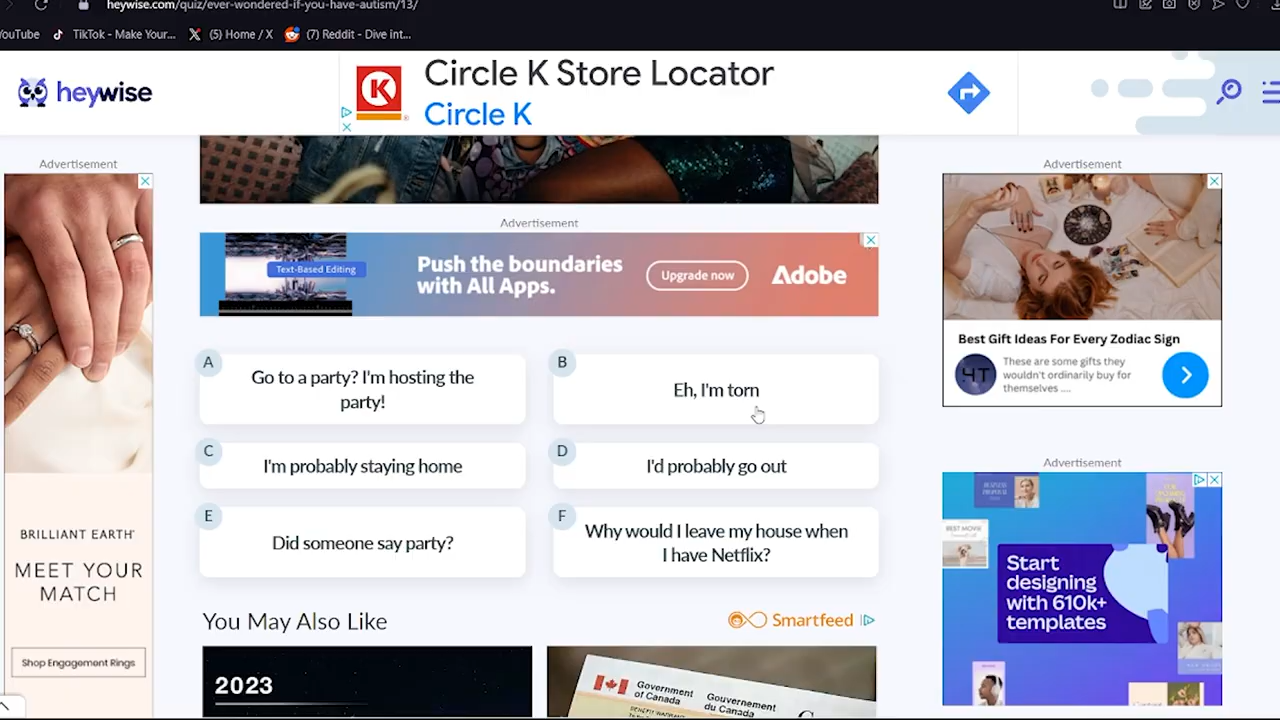 heywise.com/quiz/ever-wondered-if-you-have-autism/13/
YouTube
TikTok - Make Your...
(5) Home / X
(7) Reddit - Dive int...
heywise
Circle K Store Locator
Circle K
Advertisement
BRILLIANT EARTH
MEET YOUR
MATCH
Shop Engagement Rings
Advertisement
Text-Based Editing
Push the boundaries
with All Apps.
Upgrade now
Adobe
A
Go to a party? I'm hosting the
party!
B
Eh, I'm torn
C
I'm probably staying home
D
I'd probably go out
E
Did someone say party?
F
Why would I leave my house when
I have Netflix?
You May Also Like
Smartfeed
2023
Government
of Canada
Gouvernement
du Canada
Advertisement
Best Gift Ideas For Every Zodiac Sign
These are some gifts they
wouldn't ordinarily buy for
themselves ....
Advertisement
Start
designing
with 610k+
templates